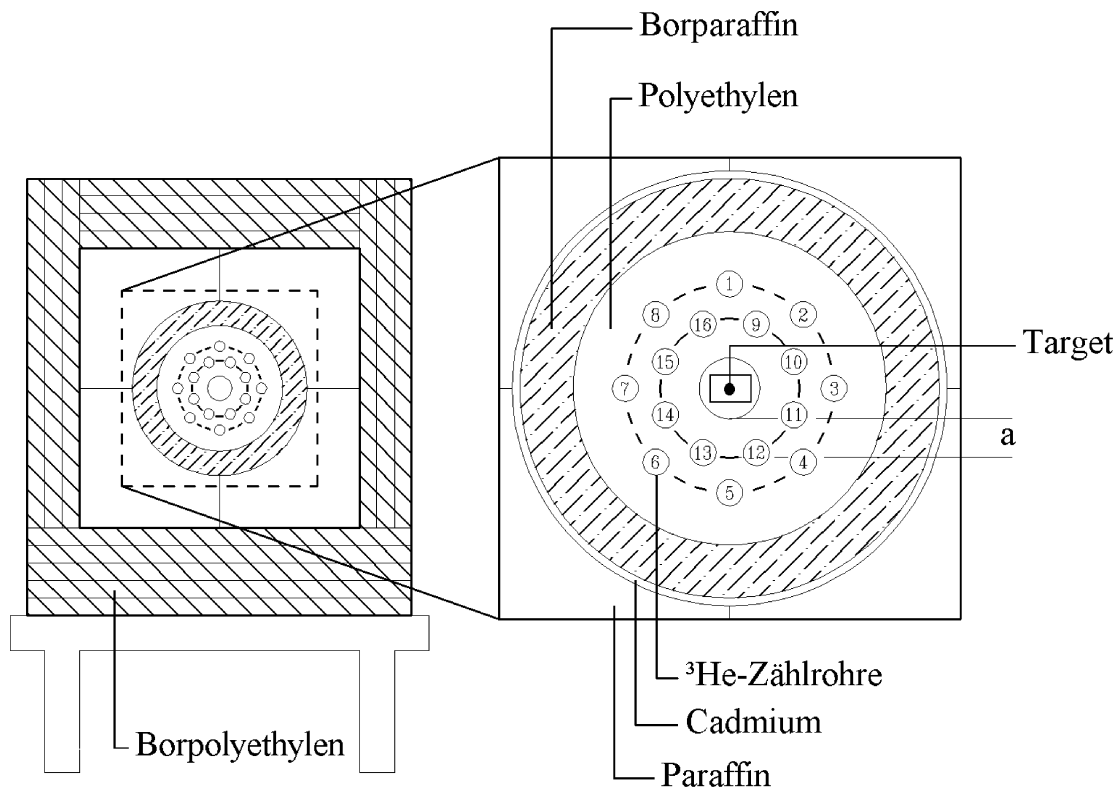 Borparaffin
Polyethylen
1
8
2
16
9
15
10
Target
7
3
14
11
a
13
12
6
4
5
³He-Zählrohre
Cadmium
Borpolyethylen
Paraffin